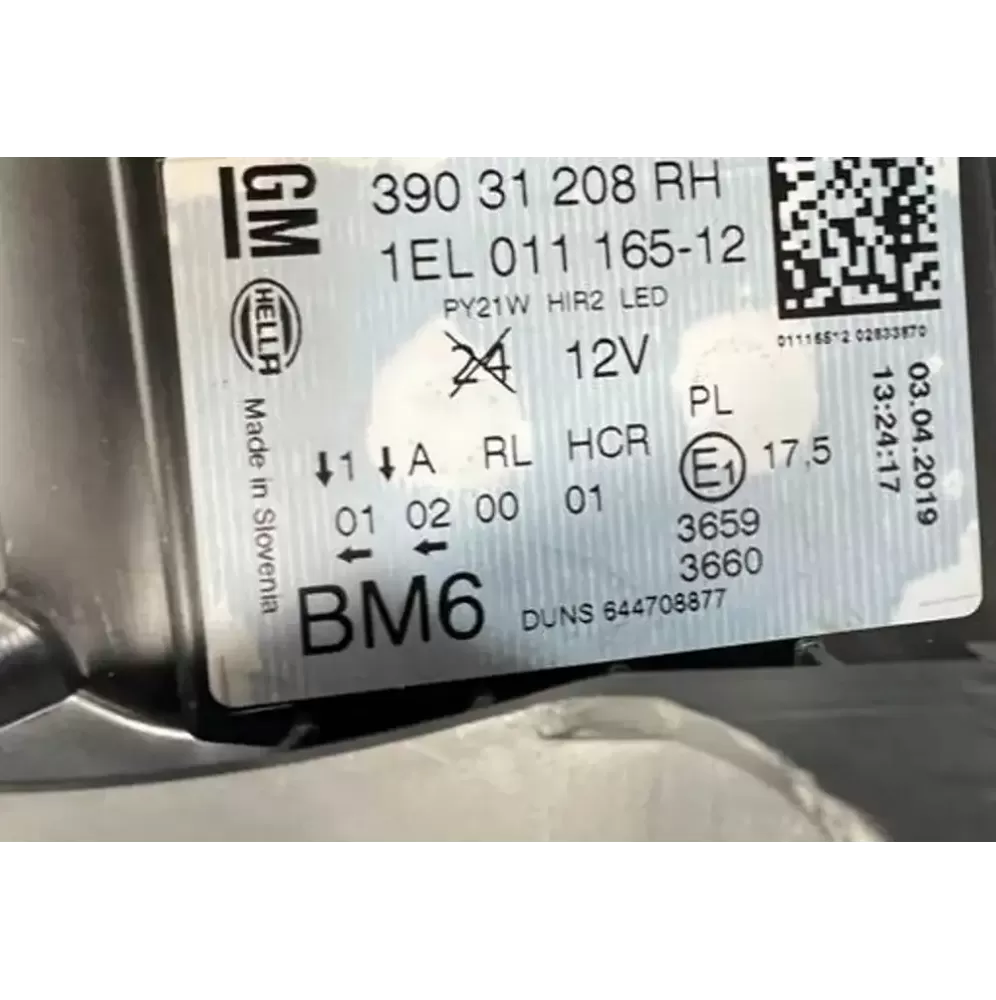 GM
HELLA
Made in Slovenia
390 31 208 RH
1EL 011 165-12
PY21W HIR2 LED
24 12V
01116512 02833870
03.04.2019
13:24:17
PL
↓1 ↓A RL HCR E1 17,5
01 02 00 01 3659
← ← 3660
BM6 DUNS 644708877